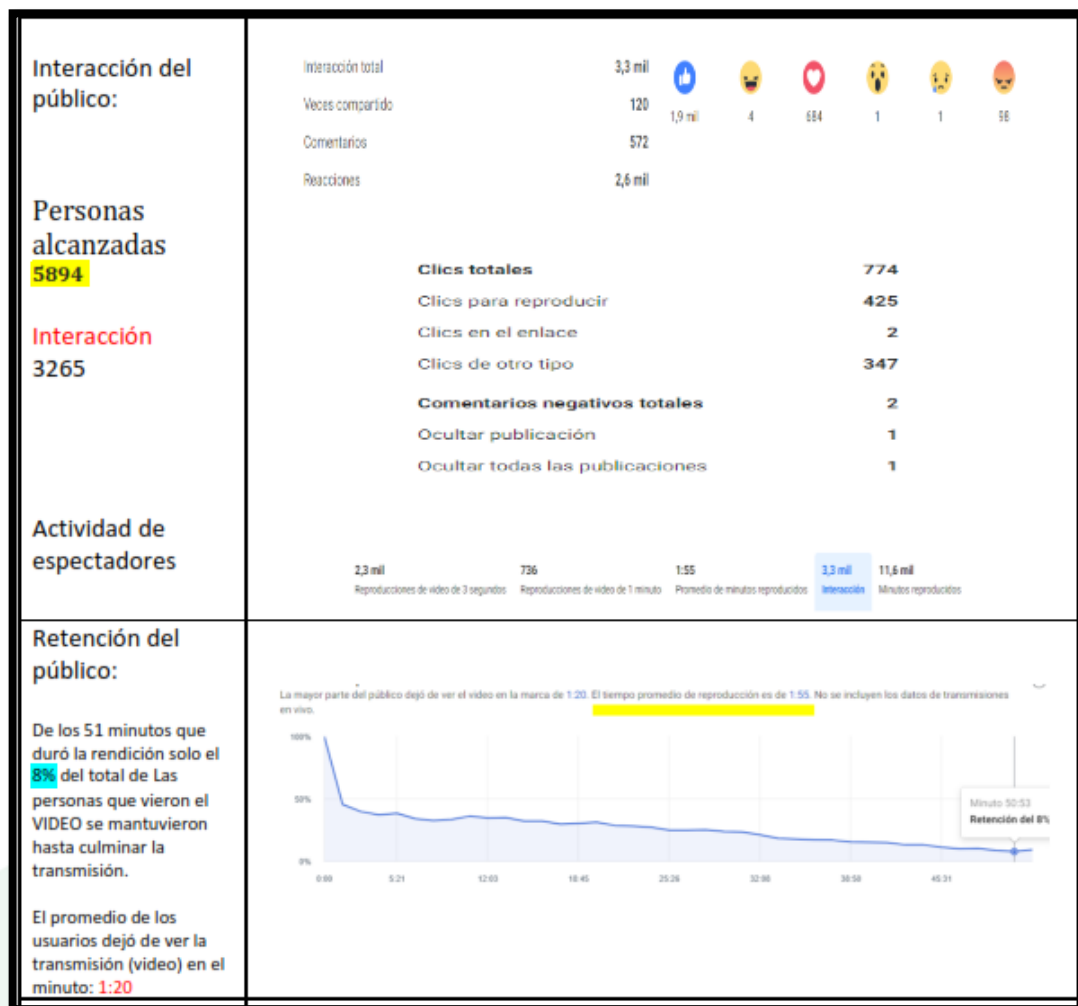 Interacción del
público:
Interacción total 3,3 mil
Veces compartido 120
Comentarios 572
Reacciones 2,6 mil
1,9 mil 4 684 1 1 98
Personas
alcanzadas
5894
Interacción
3265
Clics totales 774
Clics para reproducir 425
Clics en el enlace 2
Clics de otro tipo 347
Comentarios negativos totales 2
Ocultar publicación 1
Ocultar todas las publicaciones 1
Actividad de
espectadores
2,3 mil 736 1:55 3,3 mil 11,6 mil
Reproducciones de video de 3 segundos Reproducciones de video de 1 minuto Promedio de minutos reproducidos Interacción Minutos reproducidos
Retención del
público:
De los 51 minutos que
duró la rendición solo el
8% del total de Las
personas que vieron el
VIDEO se mantuvieron
hasta culminar la
transmisión.
El promedio de los
usuarios dejó de ver la
transmisión (video) en el
minuto: 1:20
La mayor parte del público dejó de ver el video en la marca de 1:20. El tiempo promedio de reproducción es de 1:55. No se incluyen los datos de transmisiones
en vivo.
100%
50%
0%
Minuto 50:53
Retención del 8%
0:00 5:21 12:03 18:45 25:26 32:08 38:50 45:31